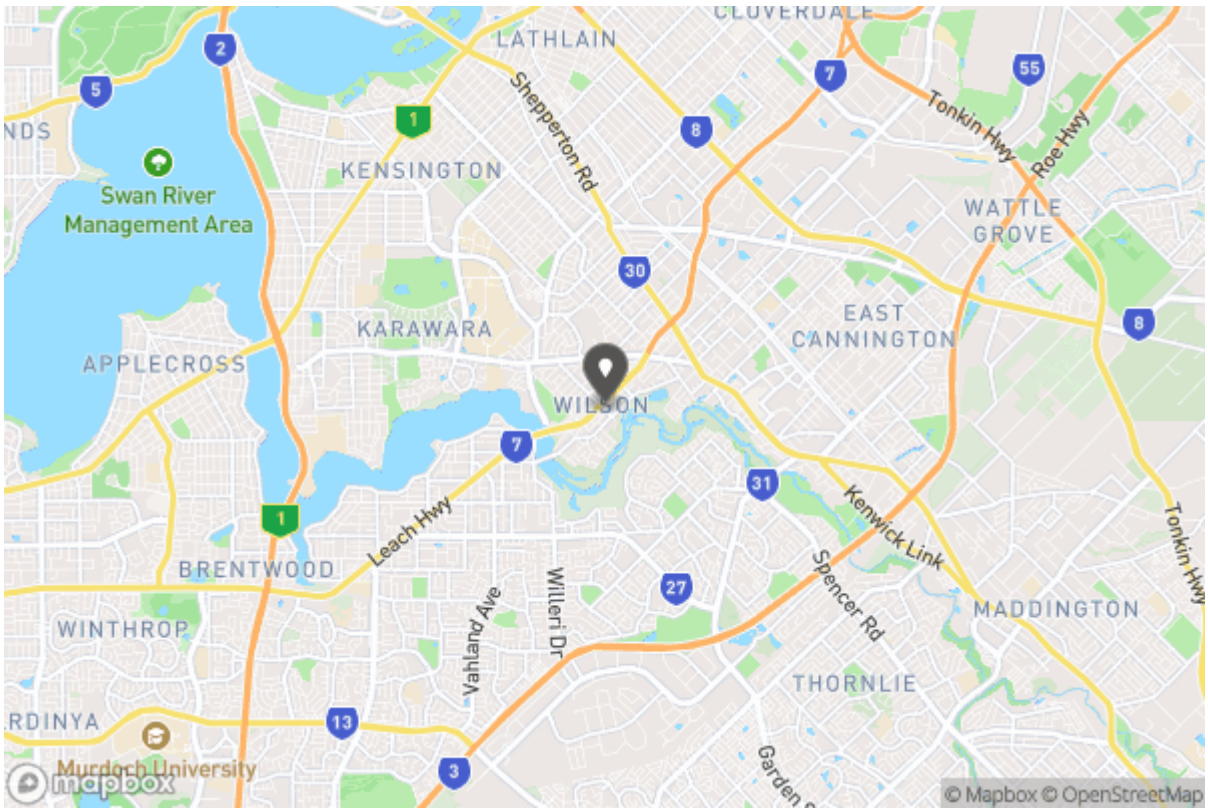 CLOVERDALE
LATHLAIN
2
7
55
5
NDS
1
8
Shepperton Rd
Tonkin Hwy
Roe Hwy
KENSINGTON
Swan River
Management Area
WATTLE
GROVE
30
EAST
CANNINGTON
8
KARAWARA
APPLECROSS
WILSON
7
31
1
Leach Hwy
Kenwick Link
Tonkin Hwy
BRENTWOOD
27
Spencer Rd
MADDINGTON
Vahland Ave
Willeri Dr
WINTHROP
THORNLIE
RDINYA
13
Murdoch University
3
Garden
mapbox
© Mapbox © OpenStreetMap